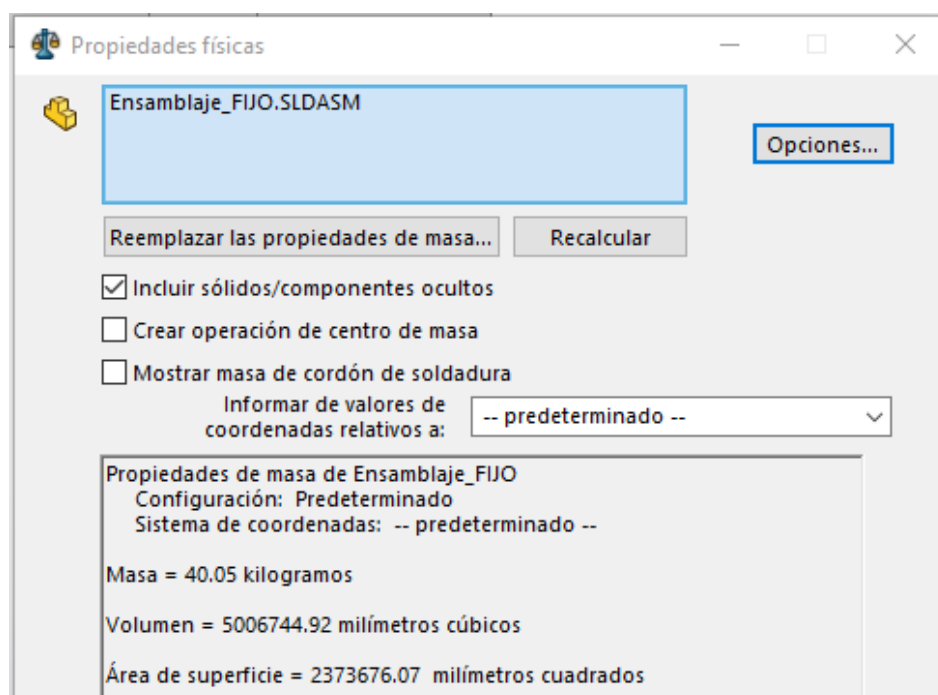 Propiedades físicas
Ensamblaje_FIJO.SLDASM
Opciones...
Reemplazar las propiedades de masa...
Recalcular
Incluir sólidos/componentes ocultos
Crear operación de centro de masa
Mostrar masa de cordón de soldadura
Informar de valores de
coordenadas relativos a:
-- predeterminado --
Propiedades de masa de Ensamblaje_FIJO
Configuración: Predeterminado
Sistema de coordenadas: -- predeterminado --
Masa = 40.05 kilogramos
Volumen = 5006744.92 milímetros cúbicos
Área de superficie = 2373676.07 milímetros cuadrados